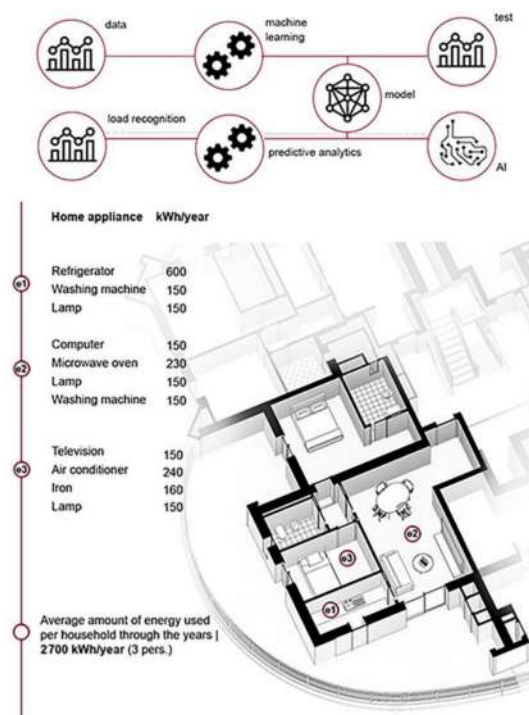 data
machine
learning
test
model
load recognition
predictive analytics
AI
Home appliance kWh/year
e1
Refrigerator 600
Washing machine 150
Lamp 150
e2
Computer 150
Microwave oven 230
Lamp 150
Washing machine 150
e3
Television 150
Air conditioner 240
Iron 160
Lamp 150
Average amount of energy used
per household through the years |
2700 kWh/year (3 pers.)
e2
e3
e1